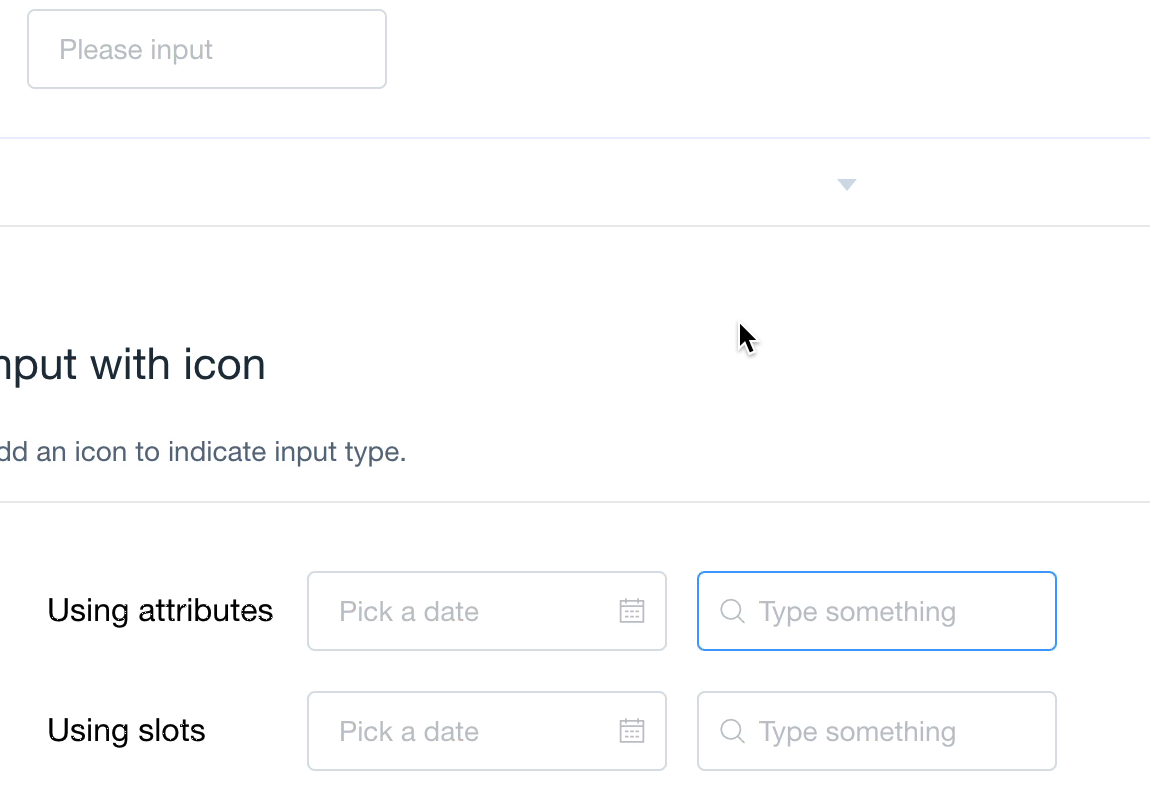 Please input
nput with icon
dd an icon to indicate input type.
Using attributes Pick a date Type something
Using slots Pick a date Type something